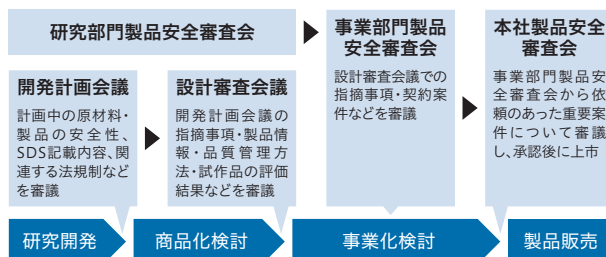 研究部門製品安全審査会
開発計画会議
計画中の原材料・
製品の安全性、
SDS記載内容、関
連する法規制など
を審議
設計審査会議
開発計画会議の
指摘事項・製品情
報・品質管理方
法・試作品の評価
結果などを審議
事業部門製品
安全審査会
設計審査会議での
指摘事項・契約案
件などを審議
本社製品安全
審査会
事業部門製品安
全審査会から依
頼のあった重要案
件について審議
し、承認後に上市
研究開発
商品化検討
事業化検討
製品販売